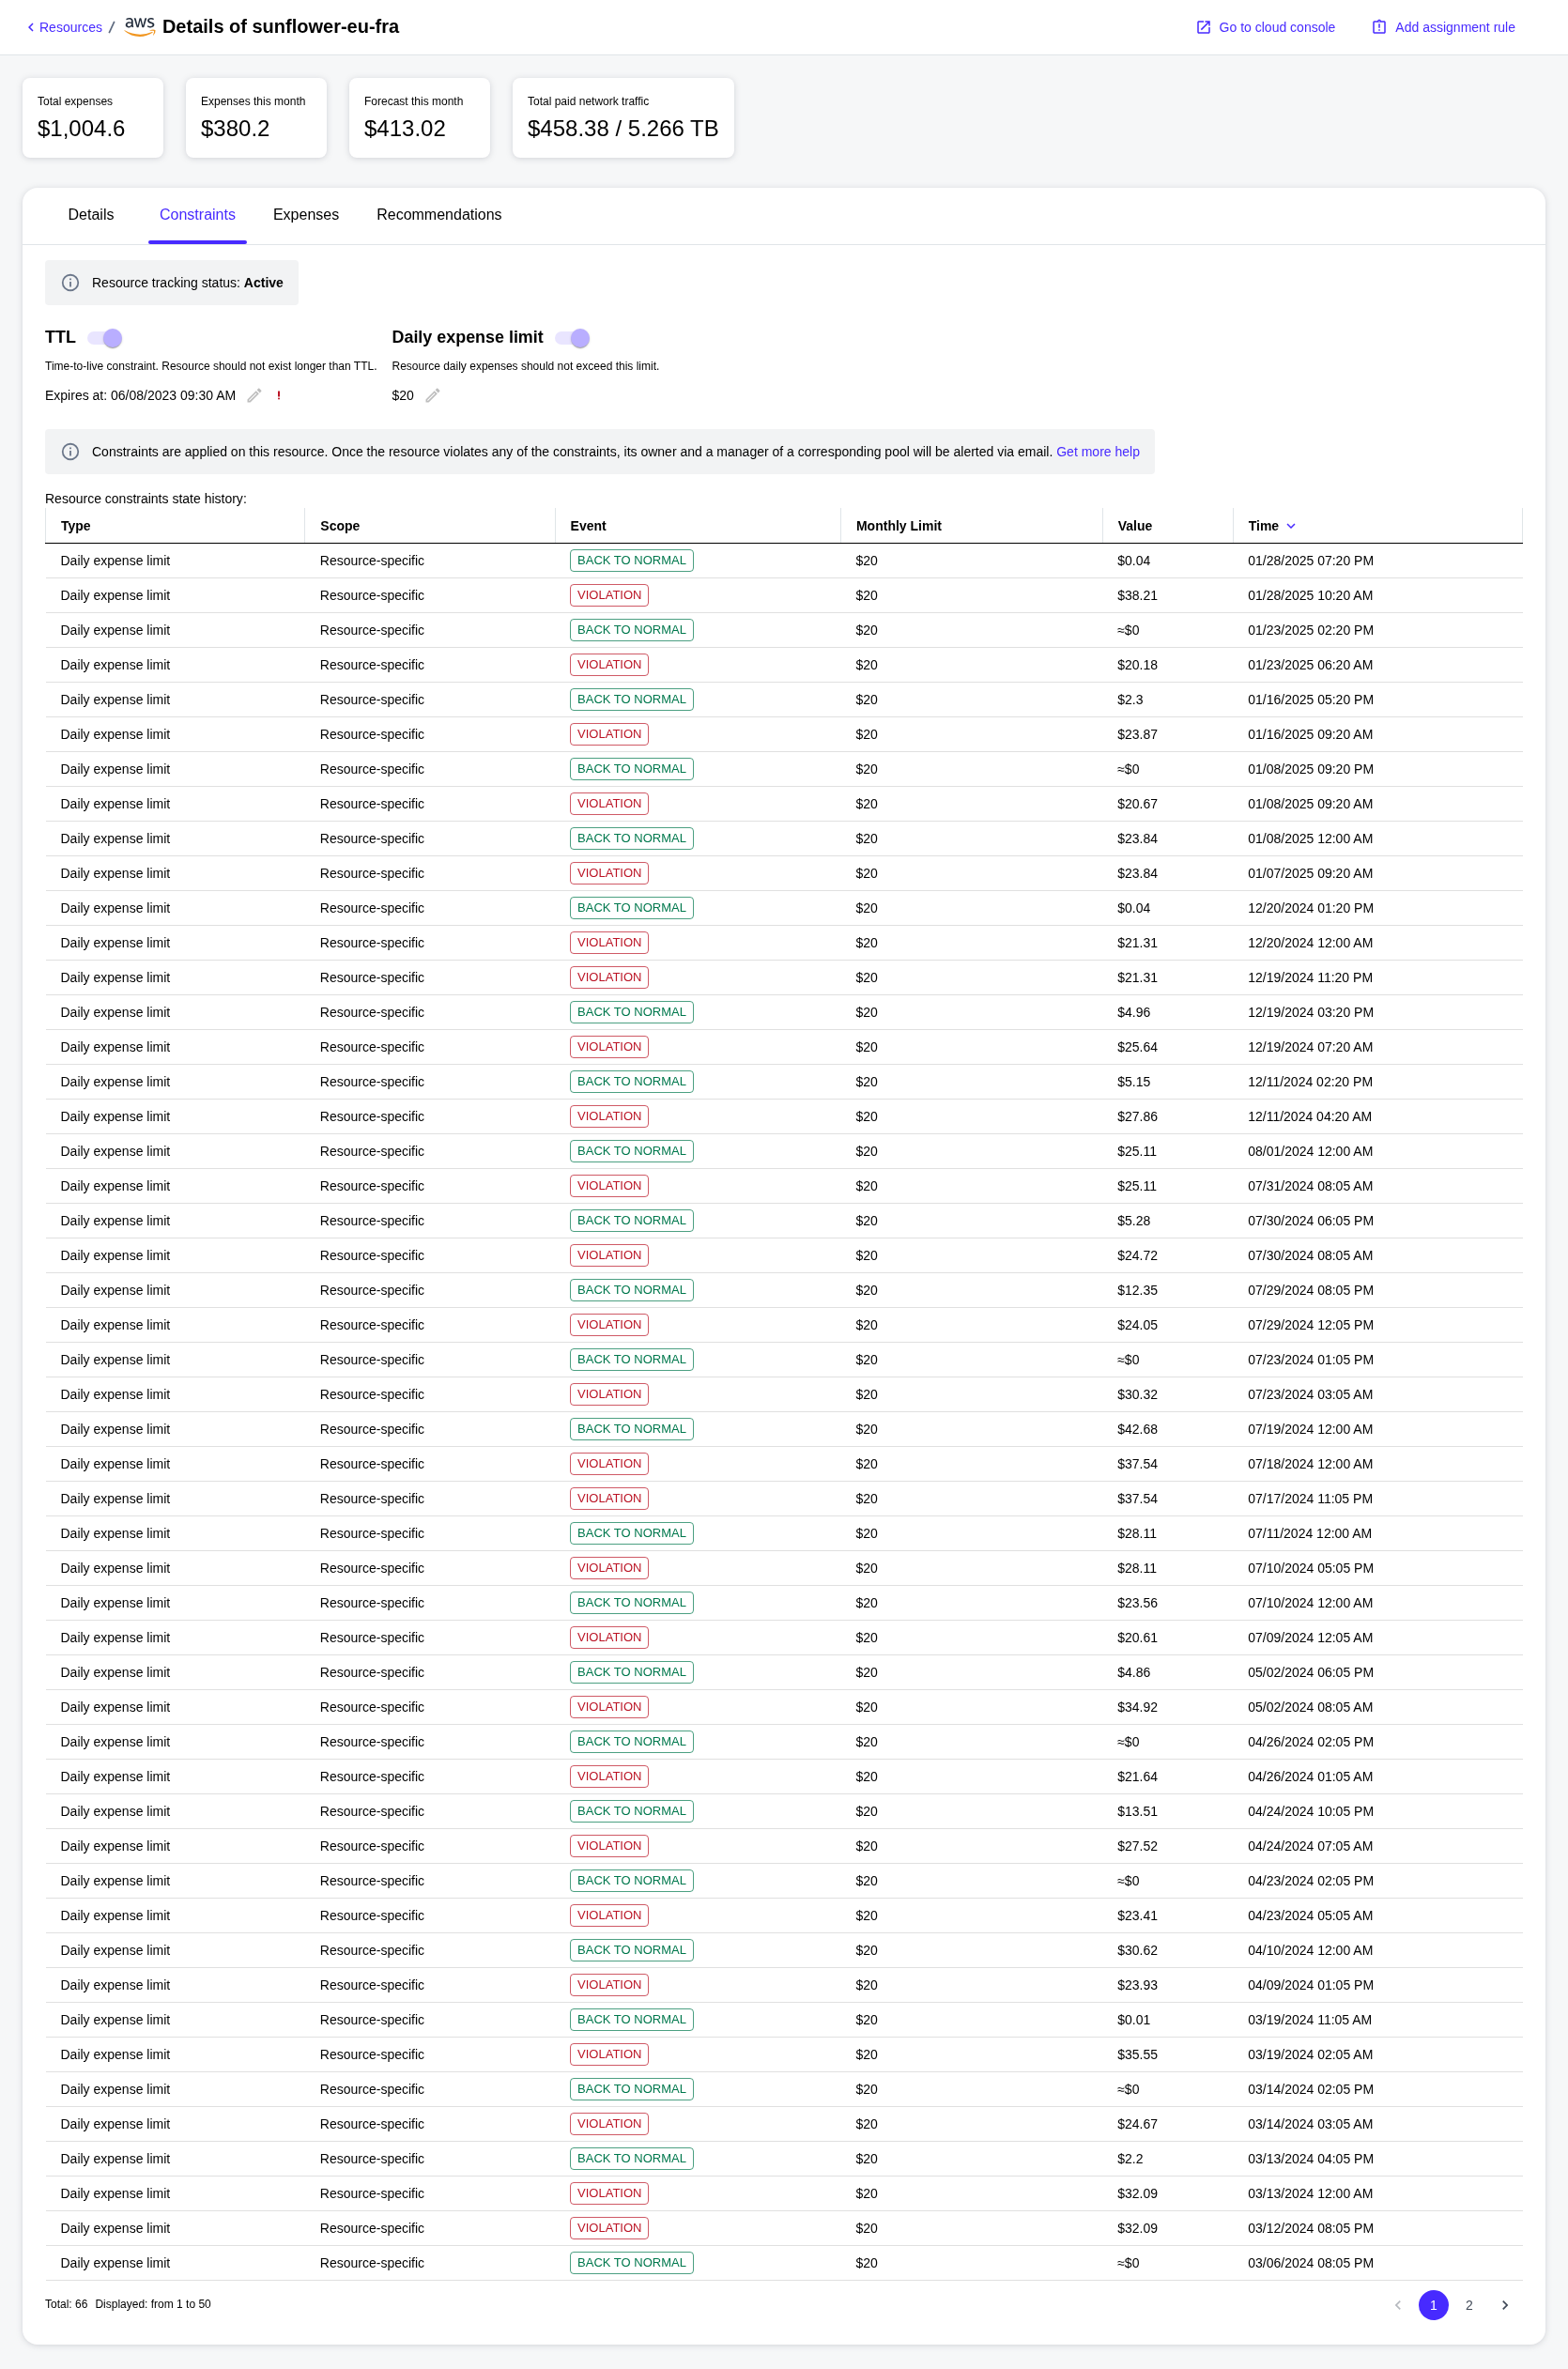 Resources / aws Details of sunflower-eu-fra Go to cloud console Add assignment rule
Total expenses Expenses this month Forecast this month Total paid network traffic
$1,004.6 $380.2 $413.02 $458.38 / 5.266 TB
Details Constraints Expenses Recommendations
Resource tracking status: Active
TTL Daily expense limit
Time-to-live constraint. Resource should not exist longer than TTL. Resource daily expenses should not exceed this limit.
Expires at: 06/08/2023 09:30 AM ! $20
Constraints are applied on this resource. Once the resource violates any of the constraints, its owner and a manager of a corresponding pool will be alerted via email. Get more help
Resource constraints state history:
Type Scope Event Monthly Limit Value Time
Daily expense limit Resource-specific BACK TO NORMAL $20 $0.04 01/28/2025 07:20 PM
Daily expense limit Resource-specific VIOLATION $20 $38.21 01/28/2025 10:20 AM
Daily expense limit Resource-specific BACK TO NORMAL $20 ≈$0 01/23/2025 02:20 PM
Daily expense limit Resource-specific VIOLATION $20 $20.18 01/23/2025 06:20 AM
Daily expense limit Resource-specific BACK TO NORMAL $20 $2.3 01/16/2025 05:20 PM
Daily expense limit Resource-specific VIOLATION $20 $23.87 01/16/2025 09:20 AM
Daily expense limit Resource-specific BACK TO NORMAL $20 ≈$0 01/08/2025 09:20 PM
Daily expense limit Resource-specific VIOLATION $20 $20.67 01/08/2025 09:20 AM
Daily expense limit Resource-specific BACK TO NORMAL $20 $23.84 01/08/2025 12:00 AM
Daily expense limit Resource-specific VIOLATION $20 $23.84 01/07/2025 09:20 AM
Daily expense limit Resource-specific BACK TO NORMAL $20 $0.04 12/20/2024 01:20 PM
Daily expense limit Resource-specific VIOLATION $20 $21.31 12/20/2024 12:00 AM
Daily expense limit Resource-specific VIOLATION $20 $21.31 12/19/2024 11:20 PM
Daily expense limit Resource-specific BACK TO NORMAL $20 $4.96 12/19/2024 03:20 PM
Daily expense limit Resource-specific VIOLATION $20 $25.64 12/19/2024 07:20 AM
Daily expense limit Resource-specific BACK TO NORMAL $20 $5.15 12/11/2024 02:20 PM
Daily expense limit Resource-specific VIOLATION $20 $27.86 12/11/2024 04:20 AM
Daily expense limit Resource-specific BACK TO NORMAL $20 $25.11 08/01/2024 12:00 AM
Daily expense limit Resource-specific VIOLATION $20 $25.11 07/31/2024 08:05 AM
Daily expense limit Resource-specific BACK TO NORMAL $20 $5.28 07/30/2024 06:05 PM
Daily expense limit Resource-specific VIOLATION $20 $24.72 07/30/2024 08:05 AM
Daily expense limit Resource-specific BACK TO NORMAL $20 $12.35 07/29/2024 08:05 PM
Daily expense limit Resource-specific VIOLATION $20 $24.05 07/29/2024 12:05 PM
Daily expense limit Resource-specific BACK TO NORMAL $20 ≈$0 07/23/2024 01:05 PM
Daily expense limit Resource-specific VIOLATION $20 $30.32 07/23/2024 03:05 AM
Daily expense limit Resource-specific BACK TO NORMAL $20 $42.68 07/19/2024 12:00 AM
Daily expense limit Resource-specific VIOLATION $20 $37.54 07/18/2024 12:00 AM
Daily expense limit Resource-specific VIOLATION $20 $37.54 07/17/2024 11:05 PM
Daily expense limit Resource-specific BACK TO NORMAL $20 $28.11 07/11/2024 12:00 AM
Daily expense limit Resource-specific VIOLATION $20 $28.11 07/10/2024 05:05 PM
Daily expense limit Resource-specific BACK TO NORMAL $20 $23.56 07/10/2024 12:00 AM
Daily expense limit Resource-specific VIOLATION $20 $20.61 07/09/2024 12:05 AM
Daily expense limit Resource-specific BACK TO NORMAL $20 $4.86 05/02/2024 06:05 PM
Daily expense limit Resource-specific VIOLATION $20 $34.92 05/02/2024 08:05 AM
Daily expense limit Resource-specific BACK TO NORMAL $20 ≈$0 04/26/2024 02:05 PM
Daily expense limit Resource-specific VIOLATION $20 $21.64 04/26/2024 01:05 AM
Daily expense limit Resource-specific BACK TO NORMAL $20 $13.51 04/24/2024 10:05 PM
Daily expense limit Resource-specific VIOLATION $20 $27.52 04/24/2024 07:05 AM
Daily expense limit Resource-specific BACK TO NORMAL $20 ≈$0 04/23/2024 02:05 PM
Daily expense limit Resource-specific VIOLATION $20 $23.41 04/23/2024 05:05 AM
Daily expense limit Resource-specific BACK TO NORMAL $20 $30.62 04/10/2024 12:00 AM
Daily expense limit Resource-specific VIOLATION $20 $23.93 04/09/2024 01:05 PM
Daily expense limit Resource-specific BACK TO NORMAL $20 $0.01 03/19/2024 11:05 AM
Daily expense limit Resource-specific VIOLATION $20 $35.55 03/19/2024 02:05 AM
Daily expense limit Resource-specific BACK TO NORMAL $20 ≈$0 03/14/2024 02:05 PM
Daily expense limit Resource-specific VIOLATION $20 $24.67 03/14/2024 03:05 AM
Daily expense limit Resource-specific BACK TO NORMAL $20 $2.2 03/13/2024 04:05 PM
Daily expense limit Resource-specific VIOLATION $20 $32.09 03/13/2024 12:00 AM
Daily expense limit Resource-specific VIOLATION $20 $32.09 03/12/2024 08:05 PM
Daily expense limit Resource-specific BACK TO NORMAL $20 ≈$0 03/06/2024 08:05 PM
Total: 66 Displayed: from 1 to 50 1 2